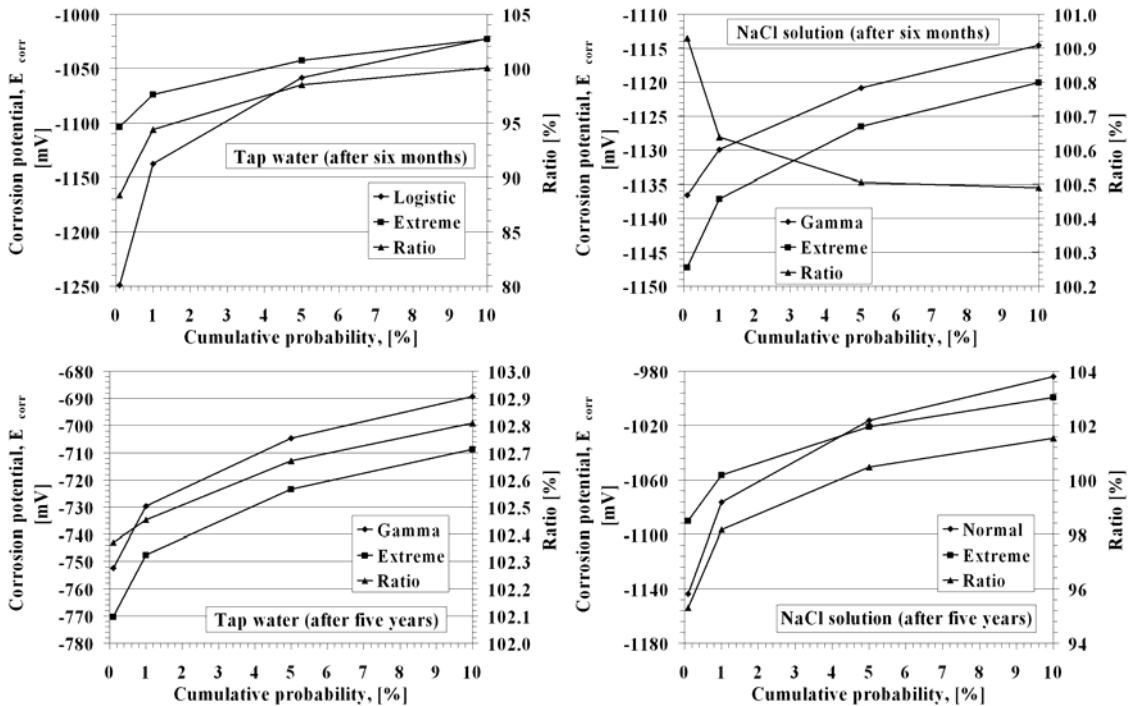 -1000
-1050
-1100
-1150
-1200
-1250
Corrosion potential, E corr
[mV]
105
100
95
90
85
80
Ratio [%]
Tap water (after six months)
Logistic
Extreme
Ratio
0 1 2 3 4 5 6 7 8 9 10
Cumulative probability, [%]
-1110
-1115
-1120
-1125
-1130
-1135
-1140
-1145
-1150
Corrosion potential, E corr
[mV]
101.0
100.9
100.8
100.7
100.6
100.5
100.4
100.3
100.2
Ratio [%]
NaCl solution (after six months)
Gamma
Extreme
Ratio
0 1 2 3 4 5 6 7 8 9 10
Cumulative probability, [%]
-680
-690
-700
-710
-720
-730
-740
-750
-760
-770
-780
Corrosion potential, E corr
[mV]
103.0
102.9
102.8
102.7
102.6
102.5
102.4
102.3
102.2
102.1
102.0
Ratio [%]
Gamma
Extreme
Ratio
Tap water (after five years)
0 1 2 3 4 5 6 7 8 9 10
Cumulative probability, [%]
-980
-1020
-1060
-1100
-1140
-1180
Corrosion potential, E corr
[mV]
104
102
100
98
96
94
Ratio [%]
Normal
Extreme
Ratio
NaCl solution (after five years)
0 1 2 3 4 5 6 7 8 9 10
Cumulative probability, [%]